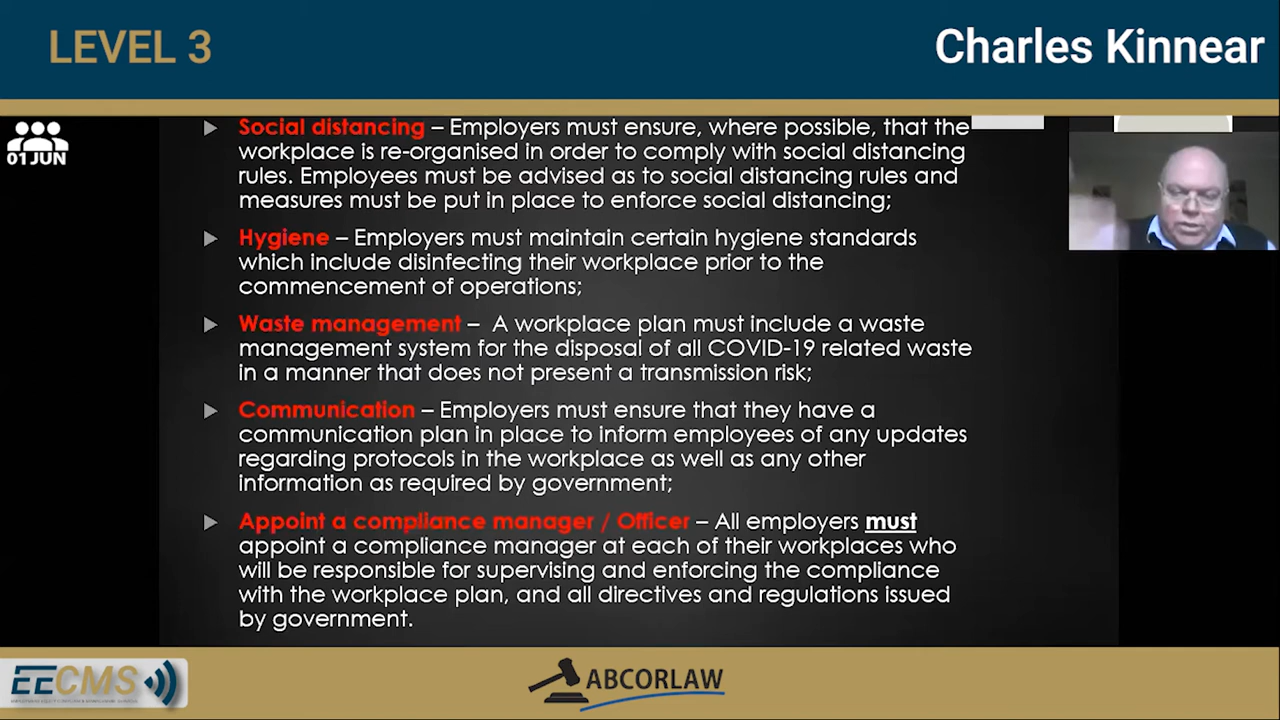 LEVEL 3
Charles Kinnear
01 JUN
Social distancing – Employers must ensure, where possible, that the
workplace is re-organised in order to comply with social distancing
rules. Employees must be advised as to social distancing rules and
measures must be put in place to enforce social distancing;
Hygiene – Employers must maintain certain hygiene standards
which include disinfecting their workplace prior to the
commencement of operations;
Waste management – A workplace plan must include a waste
management system for the disposal of all COVID-19 related waste
in a manner that does not present a transmission risk;
Communication – Employers must ensure that they have a
communication plan in place to inform employees of any updates
regarding protocols in the workplace as well as any other
information as required by government;
Appoint a compliance manager / Officer – All employers must
appoint a compliance manager at each of their workplaces who
will be responsible for supervising and enforcing the compliance
with the workplace plan, and all directives and regulations issued
by government.
EECMS
ABCORLAW